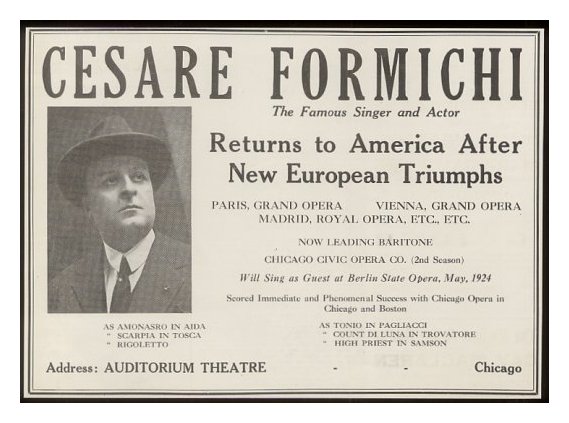 CESARE FORMICHI
The Famous Singer and Actor
Returns to America After
New European Triumphs
PARIS, GRAND OPERA VIENNA, GRAND OPERA
MADRID, ROYAL OPERA, ETC., ETC.
NOW LEADING BARITONE
CHICAGO CIVIC OPERA CO. (2nd Season)
Will Sing as Guest at Berlin State Opera, May, 1924
Scored Immediate and Phenomenal Success with Chicago Opera in
Chicago and Boston
AS AMONASRO IN AIDA
" SCARPIA IN TOSCA
" RIGOLETTO
AS TONIO IN PAGLIACCI
" COUNT DI LUNA IN TROVATORE
" HIGH PRIEST IN SAMSON
Address: AUDITORIUM THEATRE - - Chicago